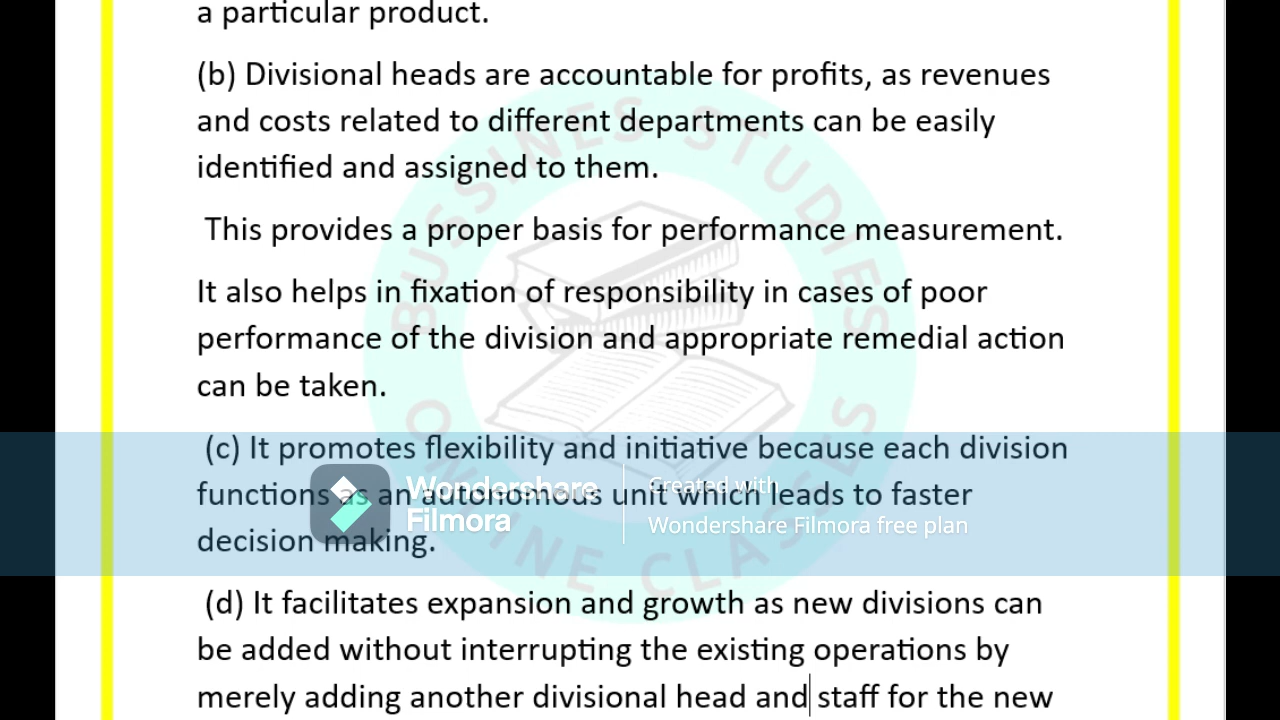 a particular product.
(b) Divisional heads are accountable for profits, as revenues
and costs related to different departments can be easily
identified and assigned to them.
This provides a proper basis for performance measurement.
It also helps in fixation of responsibility in cases of poor
performance of the division and appropriate remedial action
can be taken.
(c) It promotes flexibility and initiative because each division
functions as an autonomous unit which leads to faster
decision making.
(d) It facilitates expansion and growth as new divisions can
be added without interrupting the existing operations by
merely adding another divisional head and staff for the new
BUSSINES STUDIES
ONLINE CLASSES
Wondershare
Filmora
Created with
Wondershare Filmora free plan